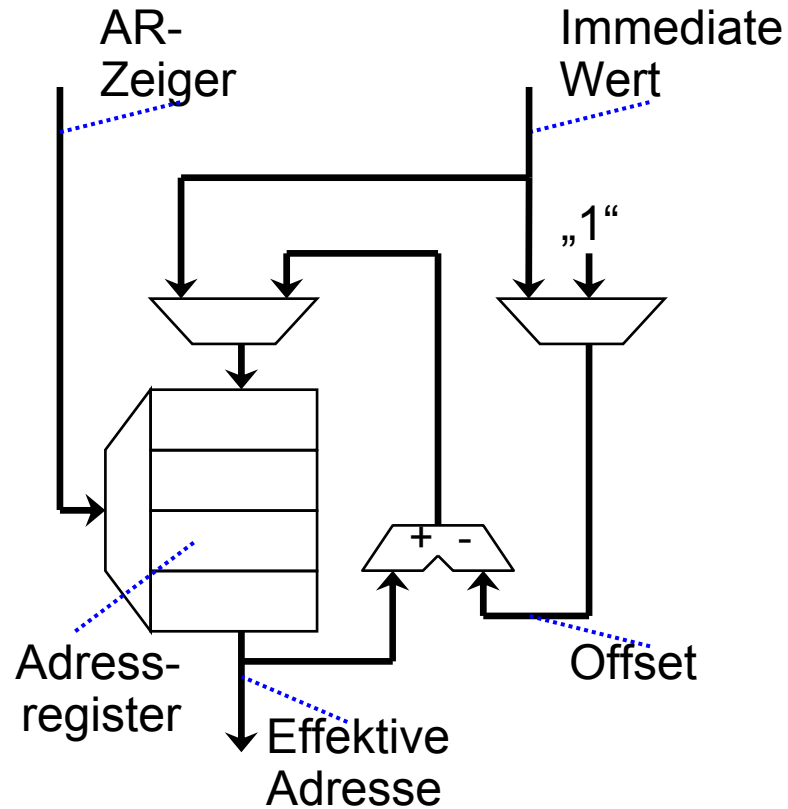 AR-
Zeiger
Immediate
Wert
„1“
+ -
Adress-
register
Offset
Effektive
Adresse